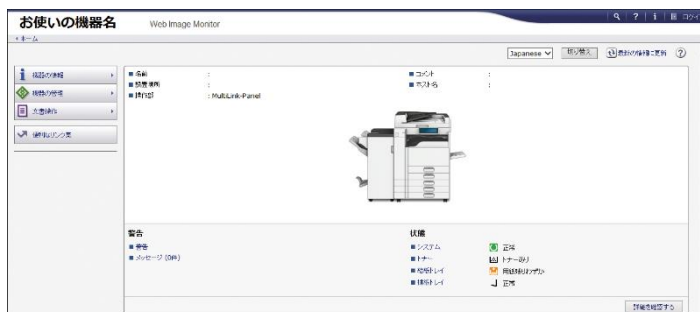 お使いの機器名 Web Image Monitor
ホーム
Japanese 切り替え 最新の情報に更新
機器の情報
機器の管理
文書操作
便利なリンク集
名前 :
設置場所 :
操作部 : MultiLink-Panel
コメント :
ホスト名 :
警告
警告
メッセージ (0件)
状態
システム 正常
トナー トナーあり
給紙トレイ 用紙残りわずか
排紙トレイ 正常
詳細を確認する